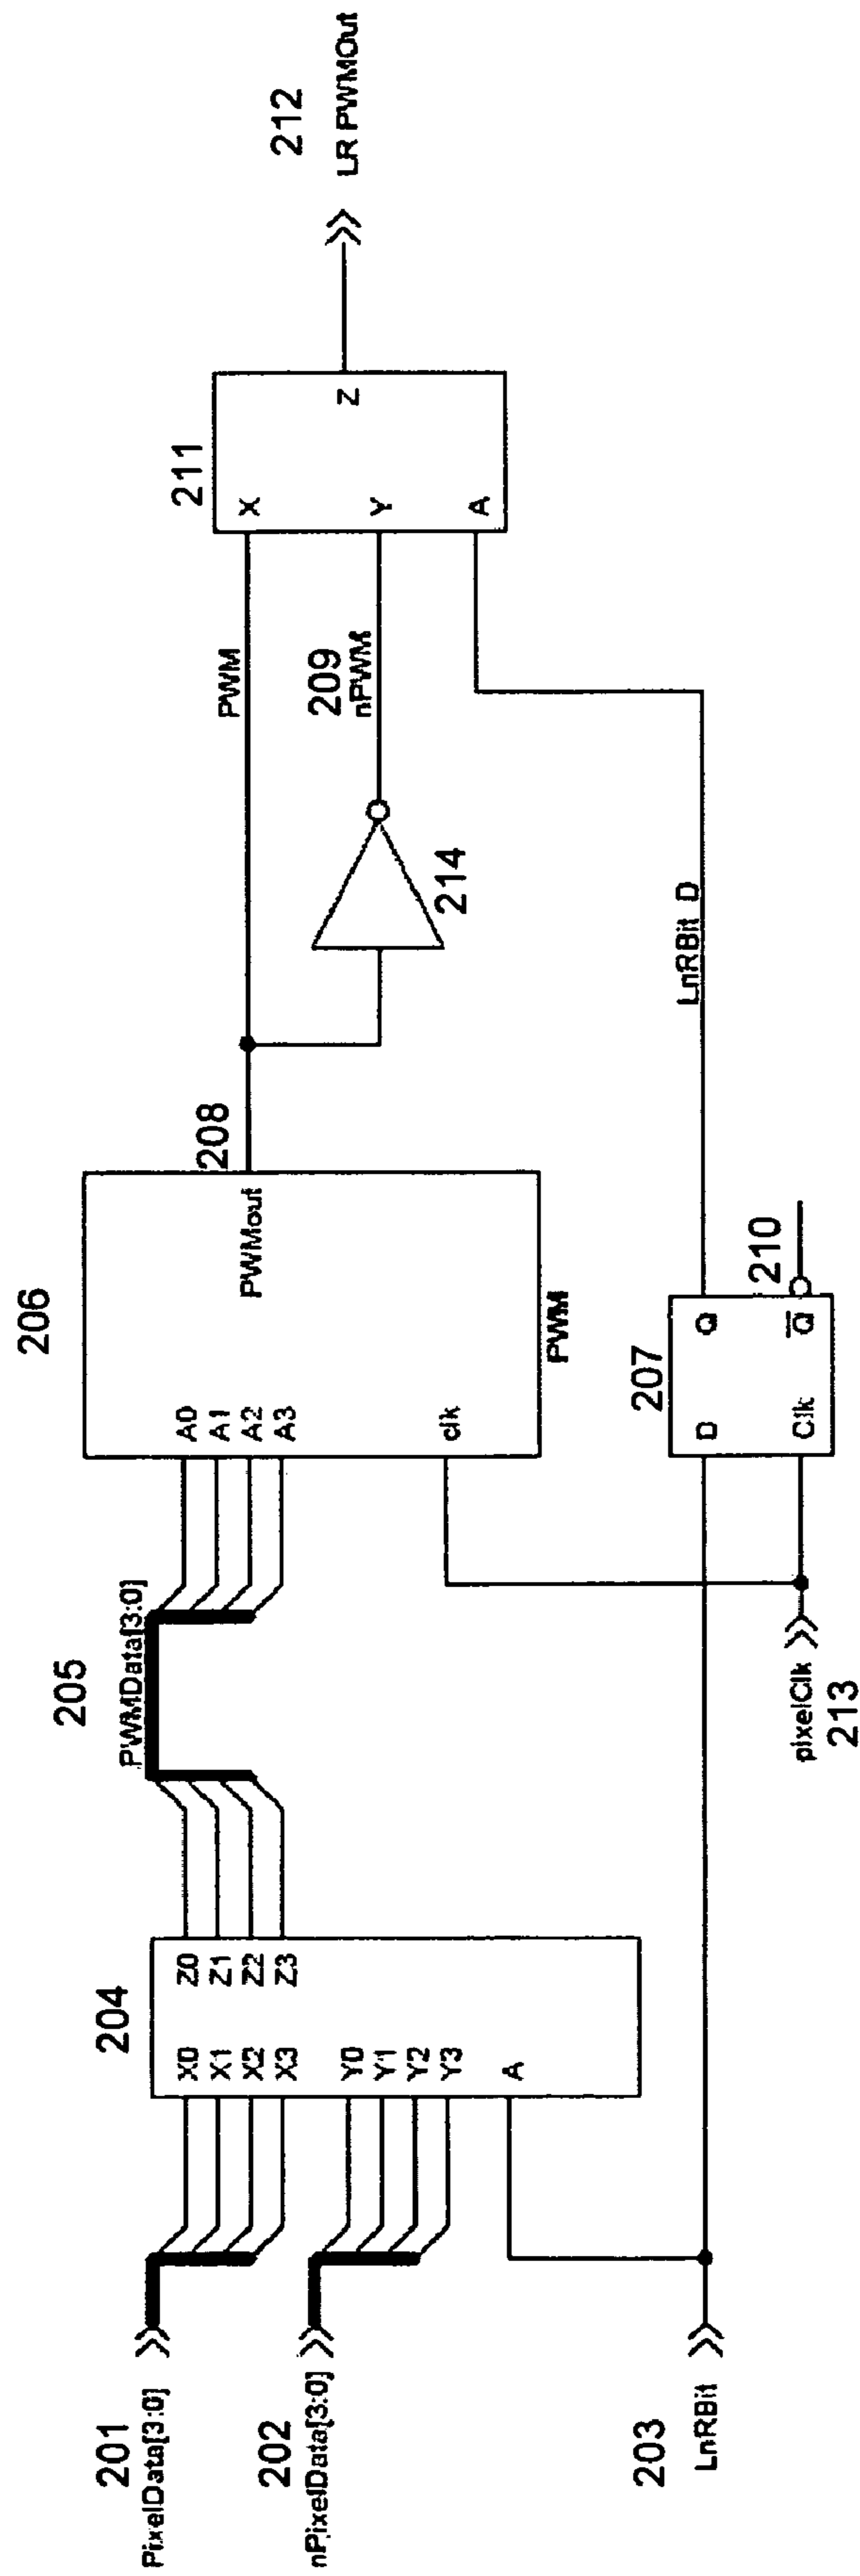 201
PixelData[3:0]
202
nPixelData[3:0]
203
LnRBit
204
X0
X1
X2
X3
Y0
Y1
Y2
Y3
A
Z0
Z1
Z2
Z3
205
PWMData[3:0]
206
A0
A1
A2
A3
clk
PWMout
PWM
pixelClk
213
207
D
Clk
Q
Q
210
208
214
PWM
209
nPWM
LnRBit D
211
X
Y
A
Z
212
LR PWMOut